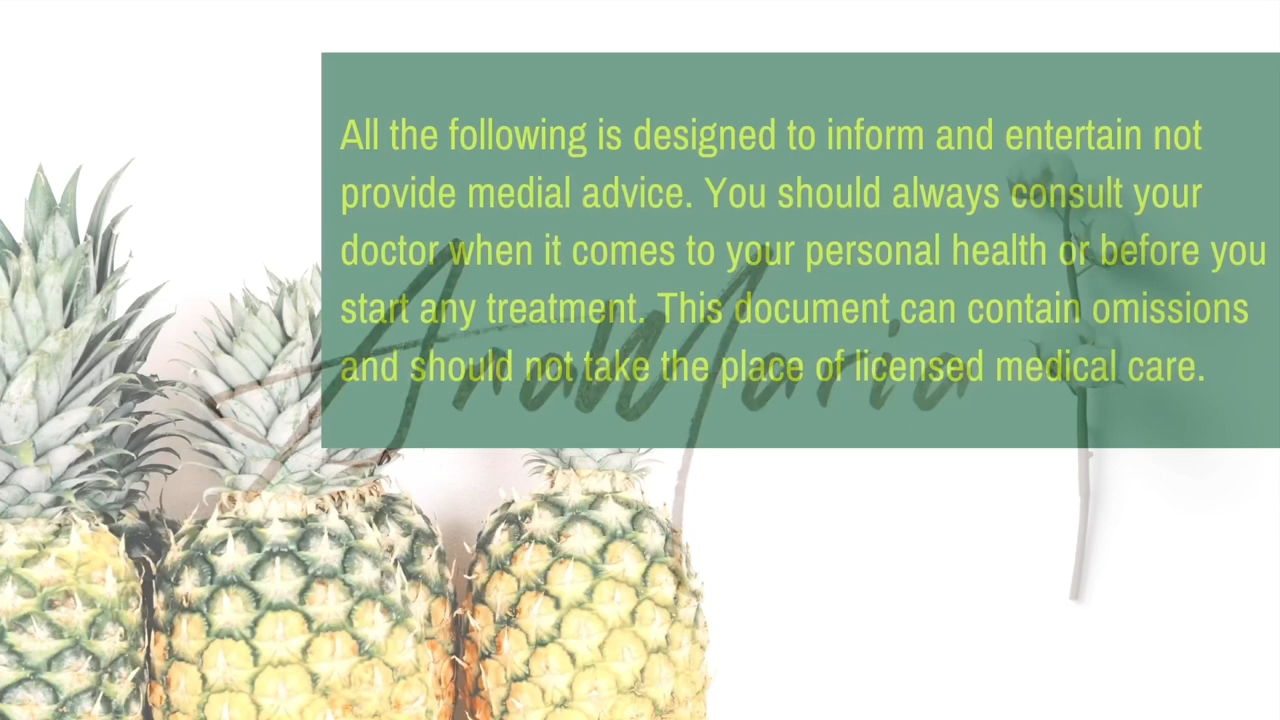 All the following is designed to inform and entertain not
provide medial advice. You should always consult your
doctor when it comes to your personal health or before you
start any treatment. This document can contain omissions
and should not take the place of licensed medical care.
AnaMaria